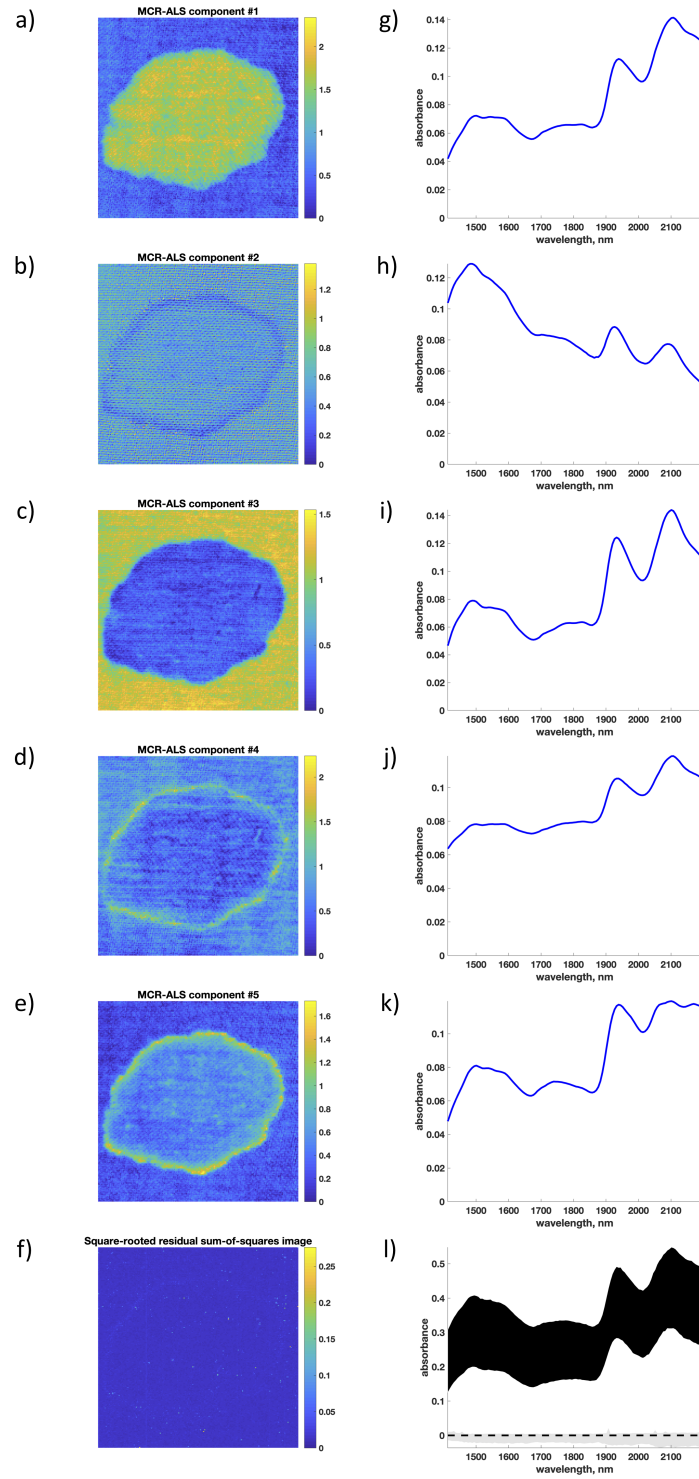 a)
MCR-ALS component #1
2
1.5
1
0.5
0
g)
0.14
0.12
0.1
0.08
0.06
0.04
0.02
0
absorbance
1500 1600 1700 1800 1900 2000 2100
wavelength, nm
b)
MCR-ALS component #2
1.2
1
0.8
0.6
0.4
0.2
0
h)
0.12
0.1
0.08
0.06
0.04
0.02
0
absorbance
1500 1600 1700 1800 1900 2000 2100
wavelength, nm
c)
MCR-ALS component #3
1.5
1
0.5
0
i)
0.14
0.12
0.1
0.08
0.06
0.04
0.02
0
absorbance
1500 1600 1700 1800 1900 2000 2100
wavelength, nm
d)
MCR-ALS component #4
2
1.5
1
0.5
0
j)
0.1
0.08
0.06
0.04
0.02
0
absorbance
1500 1600 1700 1800 1900 2000 2100
wavelength, nm
e)
MCR-ALS component #5
1.6
1.4
1.2
1
0.8
0.6
0.4
0.2
0
k)
0.1
0.08
0.06
0.04
0.02
0
absorbance
1500 1600 1700 1800 1900 2000 2100
wavelength, nm
f)
Square-rooted residual sum-of-squares image
0.25
0.2
0.15
0.1
0.05
0
l)
0.5
0.4
0.3
0.2
0.1
0
absorbance
1500 1600 1700 1800 1900 2000 2100
wavelength, nm